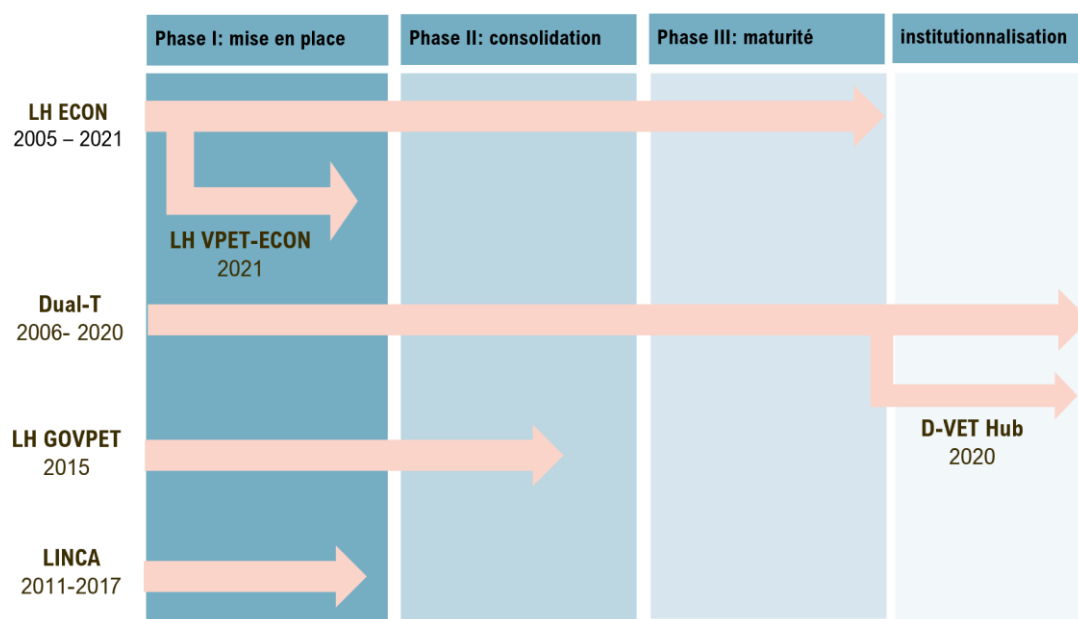 Phase I: mise en place
Phase II: consolidation
Phase III: maturité
institutionnalisation
LH ECON
2005 – 2021
LH VPET-ECON
2021
Dual-T
2006- 2020
D-VET Hub
2020
LH GOVPET
2015
LINCA
2011-2017